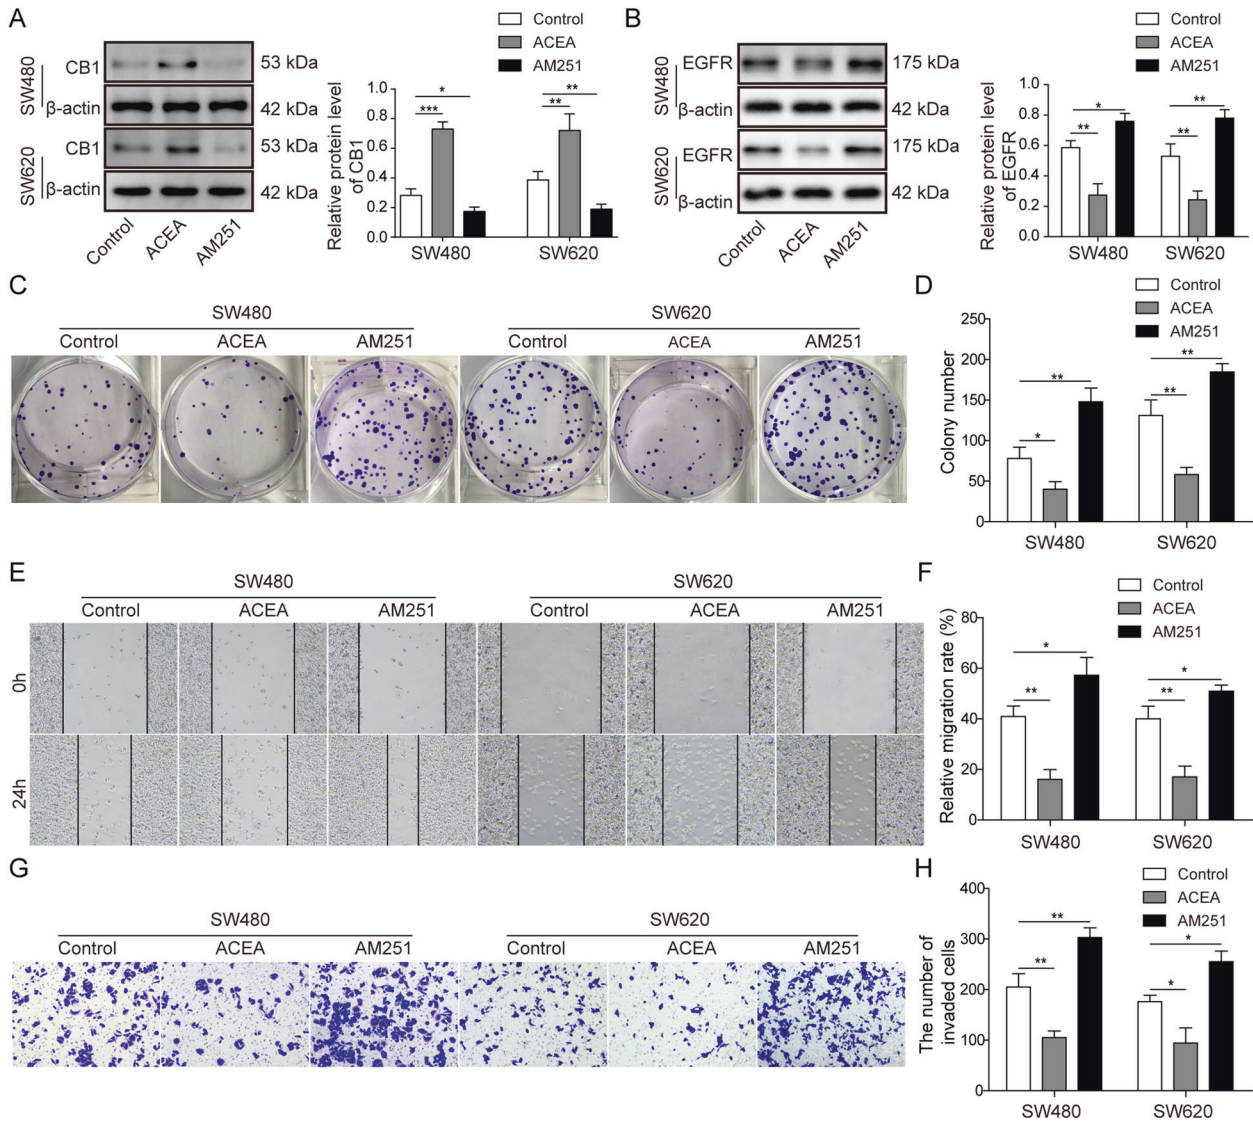 A
SW480
CB1
53 kDa
β-actin
42 kDa
SW620
CB1
53 kDa
β-actin
42 kDa
Control
ACEA
AM251
Control
ACEA
AM251
Relative protein level
of CB1
1.0
0.8
0.6
0.4
0.2
0.0
*
***
**
**
SW480
SW620
B
SW480
EGFR
175 kDa
β-actin
42 kDa
SW620
EGFR
175 kDa
β-actin
42 kDa
Control
ACEA
AM251
Control
ACEA
AM251
Relative protein level
of EGFR
1.0
0.8
0.6
0.4
0.2
0.0
*
**
**
**
SW480
SW620
C
SW480
SW620
Control
ACEA
AM251
Control
ACEA
AM251
D
Control
ACEA
AM251
Colony number
250
200
150
100
50
0
**
*
**
**
SW480
SW620
E
SW480
SW620
Control
ACEA
AM251
Control
ACEA
AM251
0h
24h
F
Control
ACEA
AM251
Relative migration rate (%)
80
60
40
20
0
*
**
*
**
SW480
SW620
G
SW480
SW620
Control
ACEA
AM251
Control
ACEA
AM251
H
Control
ACEA
AM251
The number of
invaded cells
400
300
200
100
0
**
**
*
*
SW480
SW620